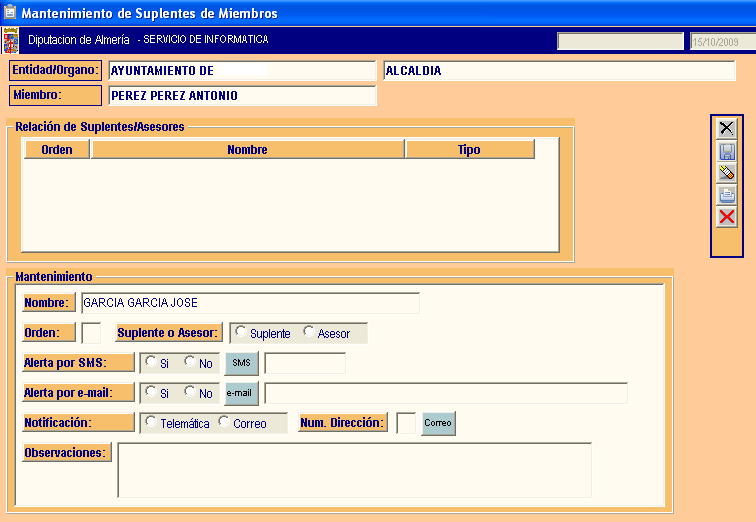 Mantenimiento de Suplentes de Miembros
Diputacion de Almería - SERVICIO DE INFORMATICA 15/10/2009
Entidad/Organo: AYUNTAMIENTO DE ALCALDIA
Miembro: PEREZ PEREZ ANTONIO
Relación de Suplentes/Asesores
Orden Nombre Tipo
Mantenimiento
Nombre: GARCIA GARCIA JOSE
Orden: Suplente o Asesor: Suplente Asesor
Alerta por SMS: Si No SMS
Alerta por e-mail: Si No e-mail
Notificación: Telemática Correo Num. Dirección: Correo
Observaciones: